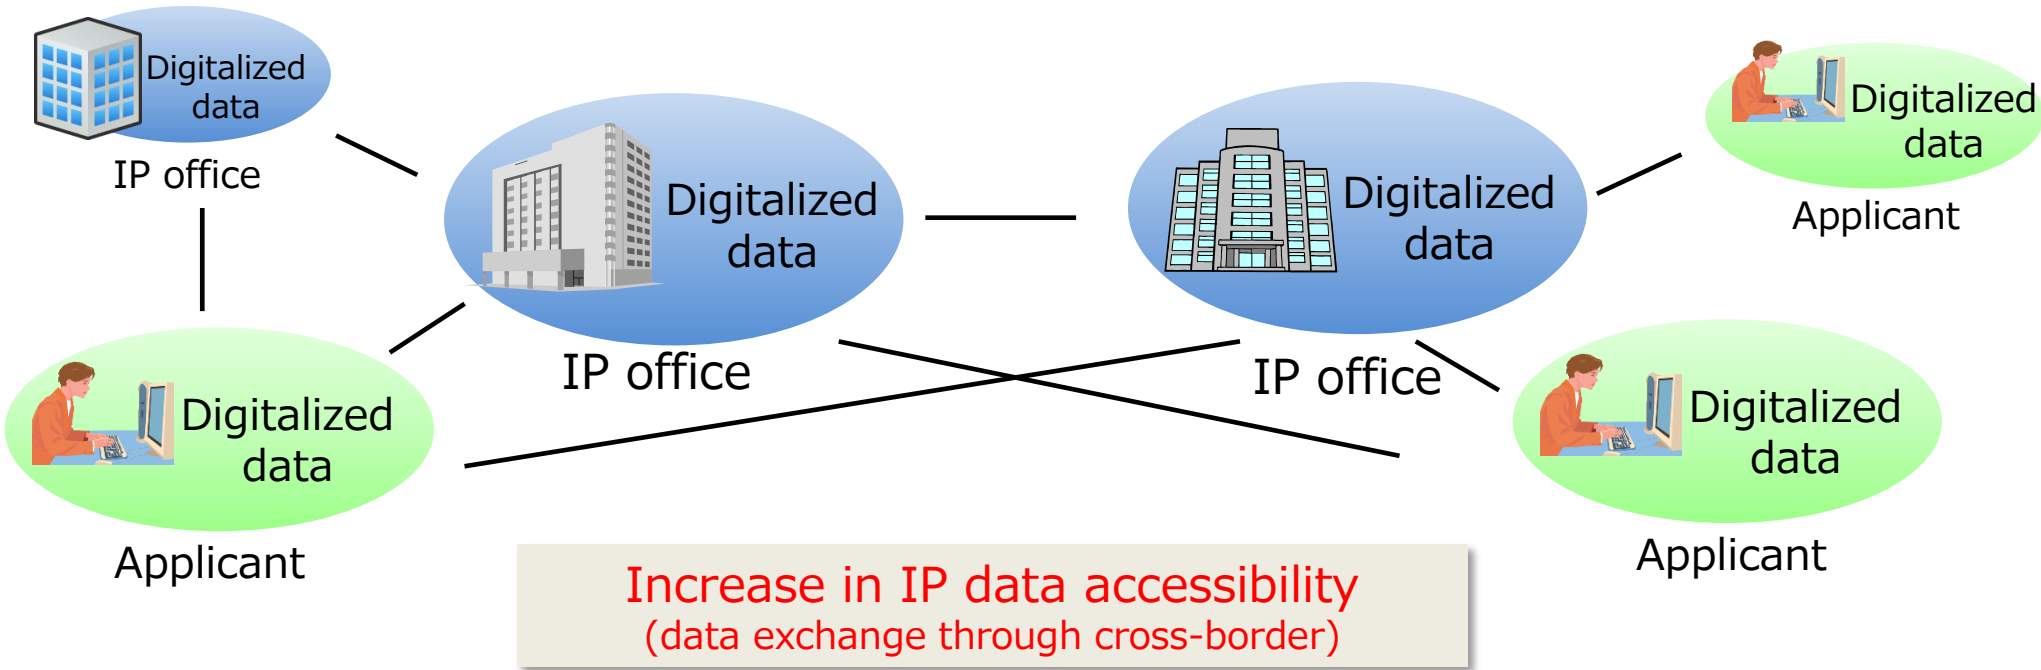 Digitalized
data
IP office
Digitalized
data
IP office
Digitalized
data
IP office
Digitalized
data
Applicant
Digitalized
data
Applicant
Digitalized
data
Applicant
Increase in IP data accessibility
(data exchange through cross-border)